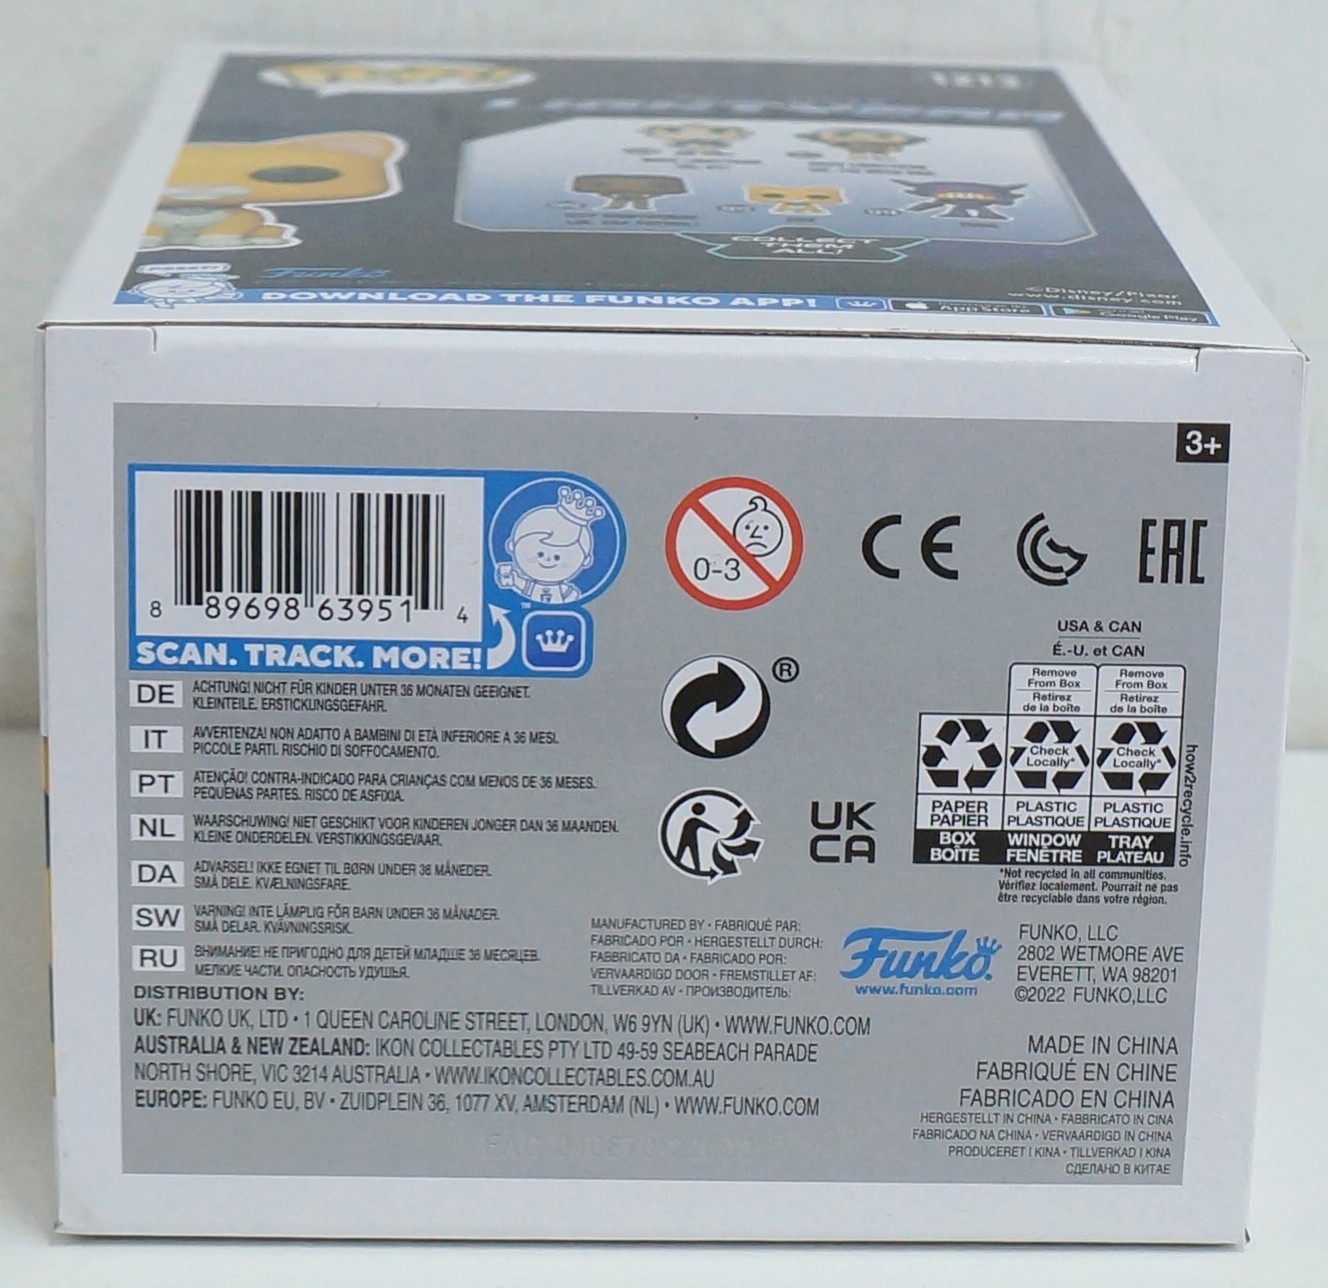 1213
LIGHTYEAR
COLLECT
THEM
ALL!
Funko
©Disney/Pixar
www.disney.com
DOWNLOAD THE FUNKO APP!
App Store
Google Play
3+
8 89698 63951 4
SCAN. TRACK. MORE!
™
0-3
CE
EAC
®
USA & CAN
É.-U. et CAN
Remove
From Box
Retirez
de la boîte
Remove
From Box
Retirez
de la boîte
Check
Locally*
Check
Locally*
PAPER
PAPIER
PLASTIC
PLASTIQUE
PLASTIC
PLASTIQUE
BOX
BOÎTE
WINDOW
FENÊTRE
TRAY
PLATEAU
how2recycle.info
*Not recycled in all communities.
Vérifiez localement. Pourrait ne pas
être recyclable dans votre région.
UK
CA
DE ACHTUNG! NICHT FÜR KINDER UNTER 36 MONATEN GEEIGNET.
KLEINTEILE. ERSTICKUNGSGEFAHR.
IT AVVERTENZA! NON ADATTO A BAMBINI DI ETÀ INFERIORE A 36 MESI.
PICCOLE PARTI. RISCHIO DI SOFFOCAMENTO.
PT ATENÇÃO! CONTRA-INDICADO PARA CRIANÇAS COM MENOS DE 36 MESES.
PEQUENAS PARTES. RISCO DE ASFIXIA.
NL WAARSCHUWING! NIET GESCHIKT VOOR KINDEREN JONGER DAN 36 MAANDEN.
KLEINE ONDERDELEN. VERSTIKKINGSGEVAAR.
DA ADVARSEL! IKKE EGNET TIL BØRN UNDER 36 MÅNEDER.
SMÅ DELE. KVÆLNINGSFARE.
SW VARNING! INTE LÄMPLIG FÖR BARN UNDER 36 MÅNADER.
SMÅ DELAR. KVÄVNINGSRISK.
RU ВНИМАНИЕ! НЕ ПРИГОДНО ДЛЯ ДЕТЕЙ МЛАДШЕ 36 МЕСЯЦЕВ.
МЕЛКИЕ ЧАСТИ. ОПАСНОСТЬ УДУШЬЯ.
MANUFACTURED BY • FABRIQUÉ PAR:
FABRICADO POR • HERGESTELLT DURCH:
FABBRICATO DA • FABRICADO POR:
VERVAARDIGD DOOR • FREMSTILLET AF:
TILLVERKAD AV • ПРОИЗВОДИТЕЛЬ:
Funko®
www.funko.com
FUNKO, LLC
2802 WETMORE AVE
EVERETT, WA 98201
©2022 FUNKO,LLC
DISTRIBUTION BY:
UK: FUNKO UK, LTD • 1 QUEEN CAROLINE STREET, LONDON, W6 9YN (UK) • WWW.FUNKO.COM
AUSTRALIA & NEW ZEALAND: IKON COLLECTABLES PTY LTD 49-59 SEABEACH PARADE
NORTH SHORE, VIC 3214 AUSTRALIA • WWW.IKONCOLLECTABLES.COM.AU
EUROPE: FUNKO EU, BV • ZUIDPLEIN 36, 1077 XV, AMSTERDAM (NL) • WWW.FUNKO.COM
MADE IN CHINA
FABRIQUÉ EN CHINE
FABRICADO EN CHINA
HERGESTELLT IN CHINA • FABBRICATO IN CINA
FABRICADO NA CHINA • VERVAARDIGD IN CHINA
PRODUCERET I KINA • TILLVERKAD I KINA
СДЕЛАНО В КИТАЕ